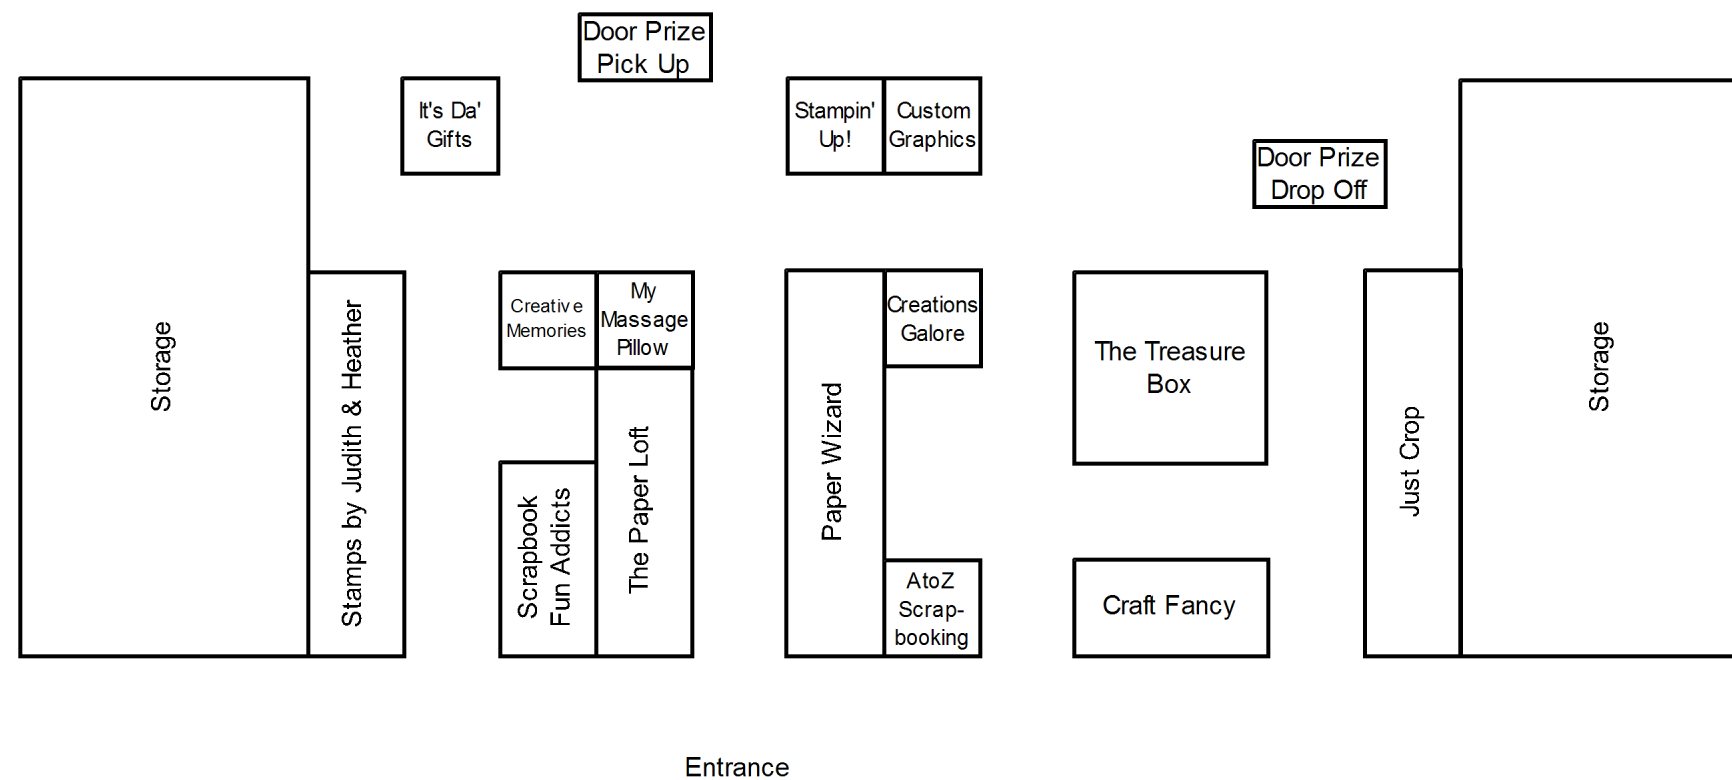 Door Prize
Pick Up
It's Da'
Gifts
Stampin'
Up!
Custom
Graphics
Door Prize
Drop Off
Storage
Stamps by Judith & Heather
Creative
Memories
My
Massage
Pillow
Scrapbook
Fun Addicts
The Paper Loft
Paper Wizard
Creations
Galore
AtoZ
Scrap-
booking
The Treasure
Box
Craft Fancy
Just Crop
Storage
Entrance